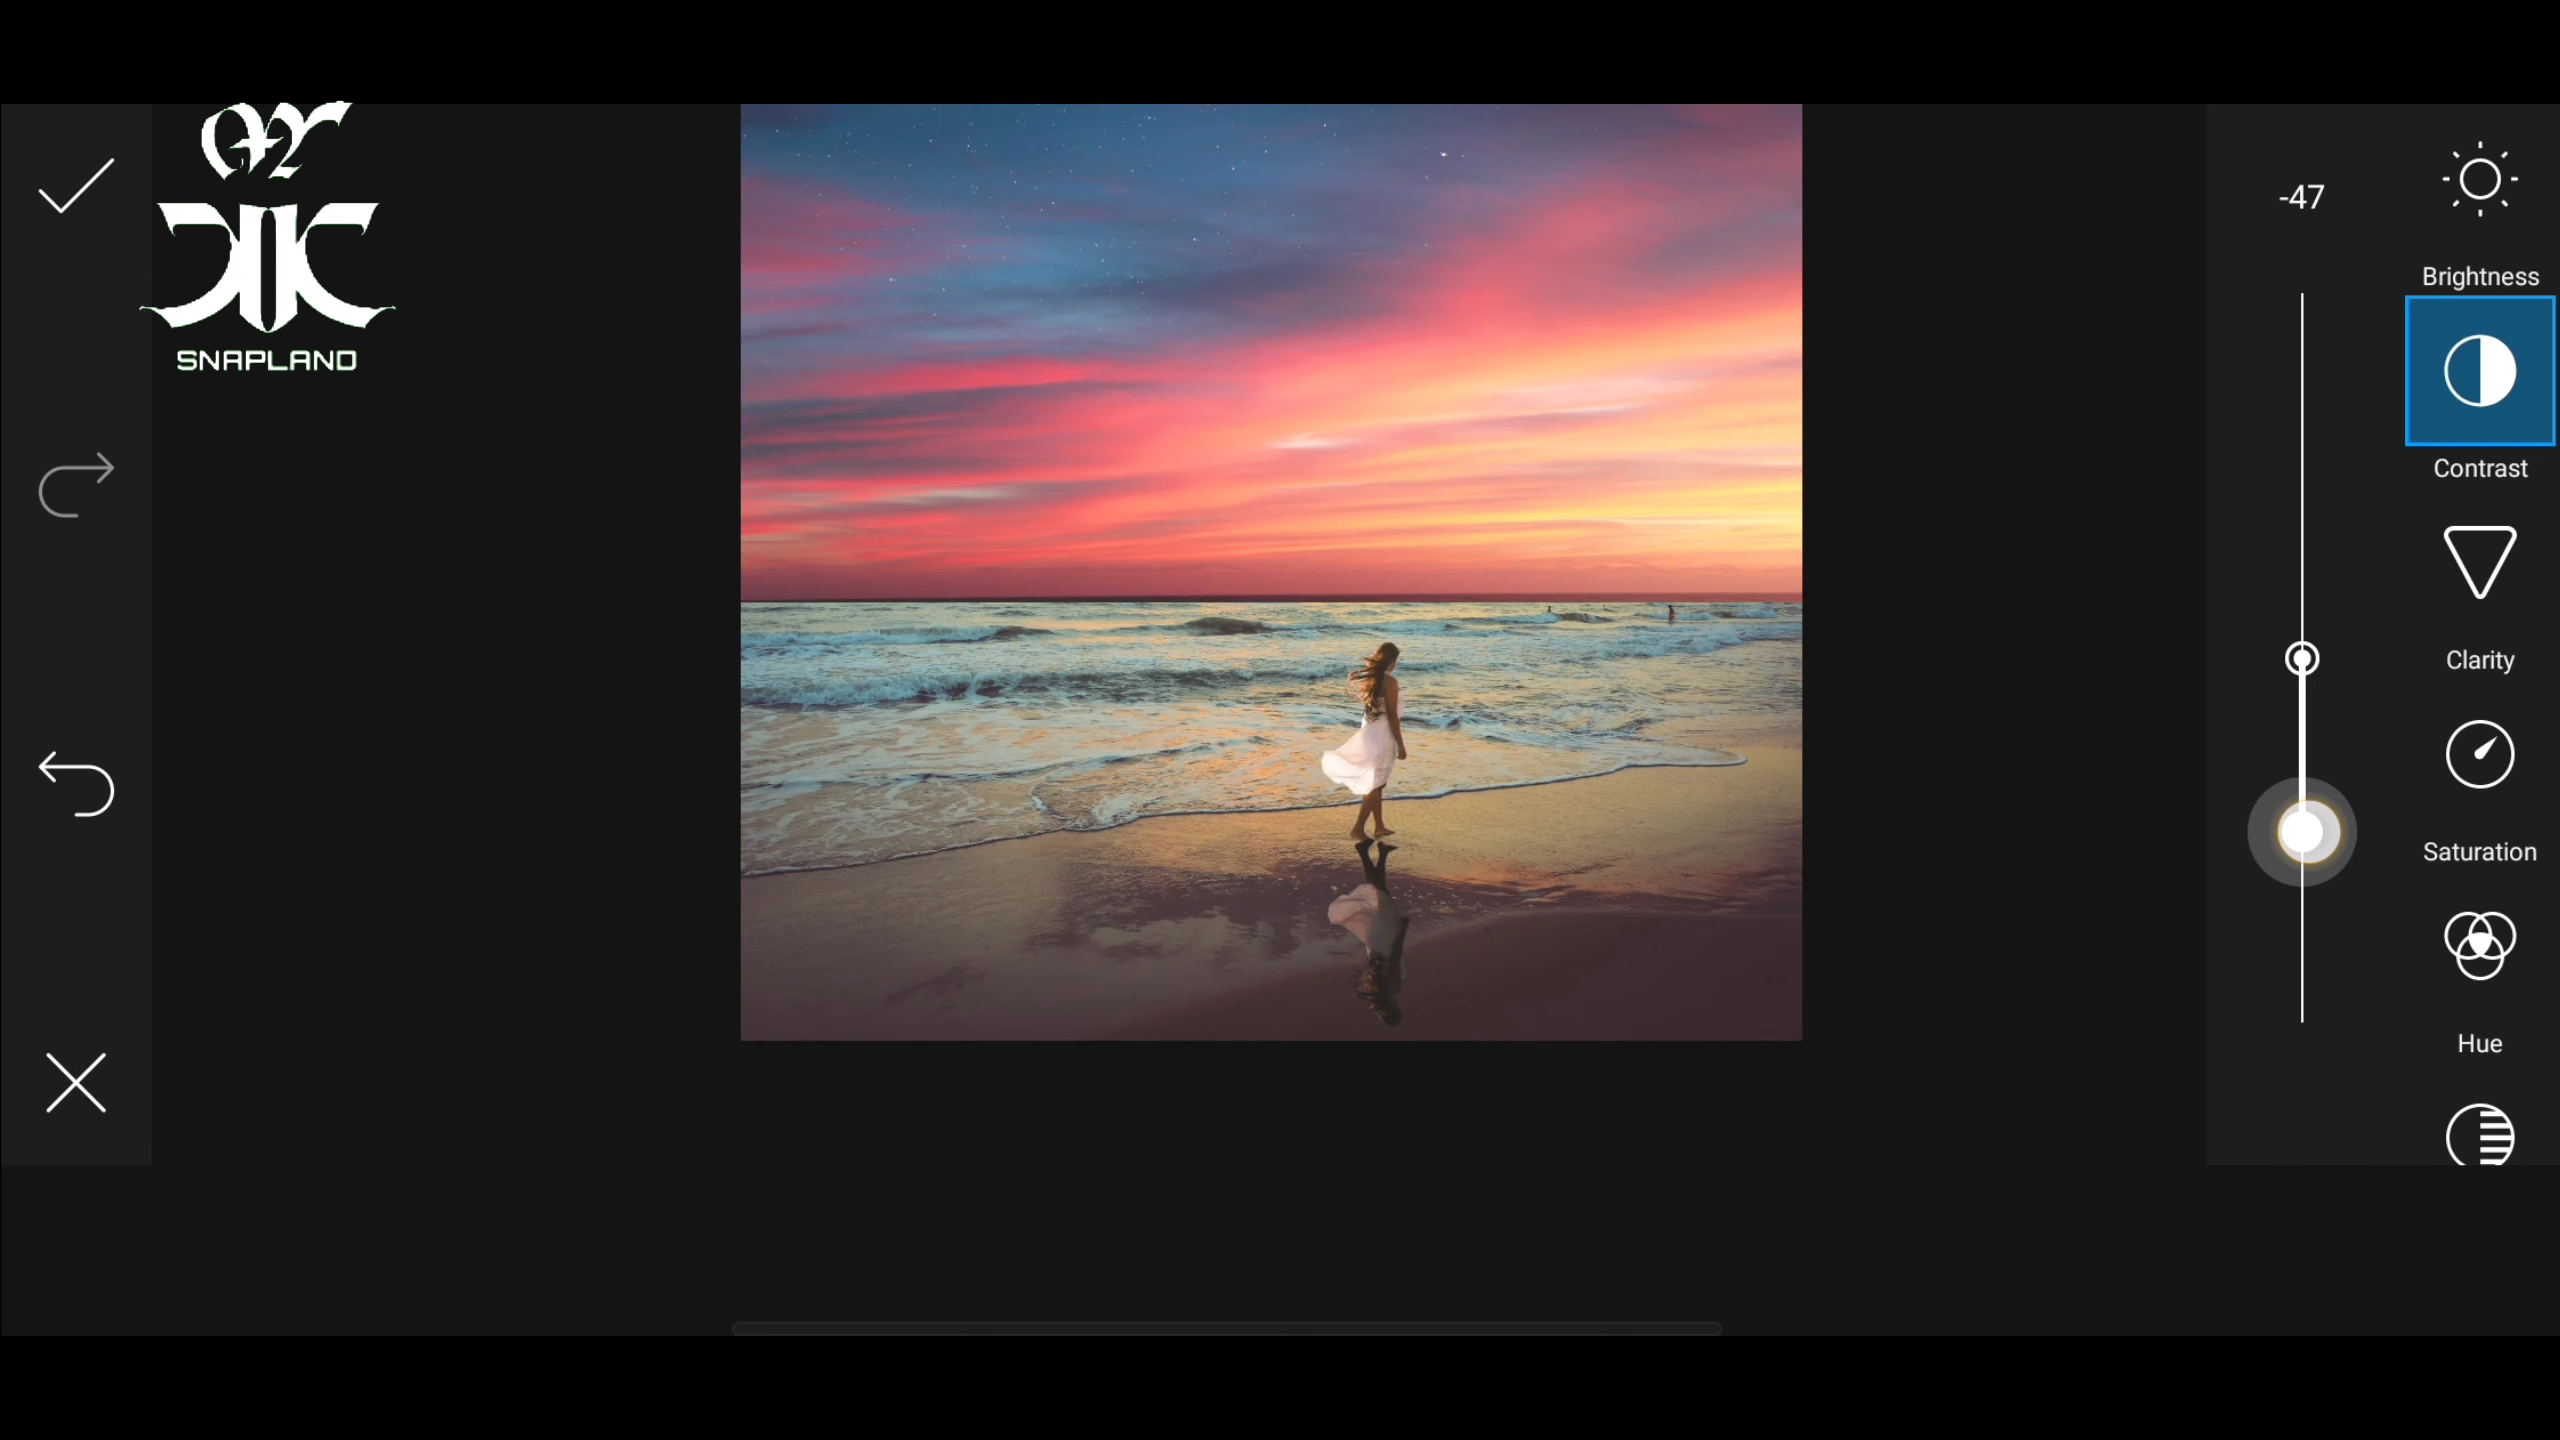 SNAPLAND
-47
Brightness
Contrast
Clarity
Saturation
Hue